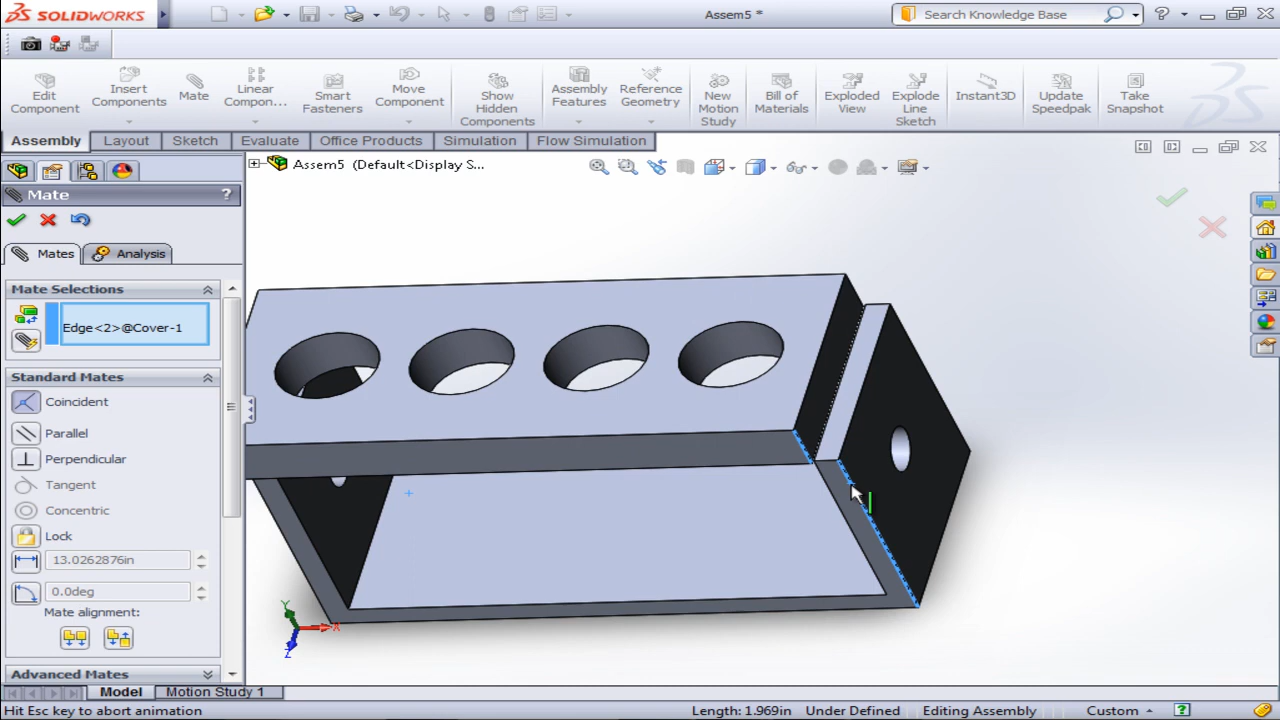 SOLIDWORKS
Assem5 *
Search Knowledge Base
Edit Component
Insert Components
Mate
Linear Compon...
Smart Fasteners
Move Component
Show Hidden Components
Assembly Features
Reference Geometry
New Motion Study
Bill of Materials
Exploded View
Explode Line Sketch
Instant3D
Update Speedpak
Take Snapshot
Assembly
Layout
Sketch
Evaluate
Office Products
Simulation
Flow Simulation
Assem5 (Default<Display S...
Mate
?
Mates
Analysis
Mate Selections
Edge<2>@Cover-1
Standard Mates
Coincident
Parallel
Perpendicular
Tangent
Concentric
Lock
13.0262876in
0.0deg
Mate alignment:
Advanced Mates
Y
X
Z
Model
Motion Study 1
Hit Esc key to abort animation
Length: 1.969in
Under Defined
Editing Assembly
Custom
?